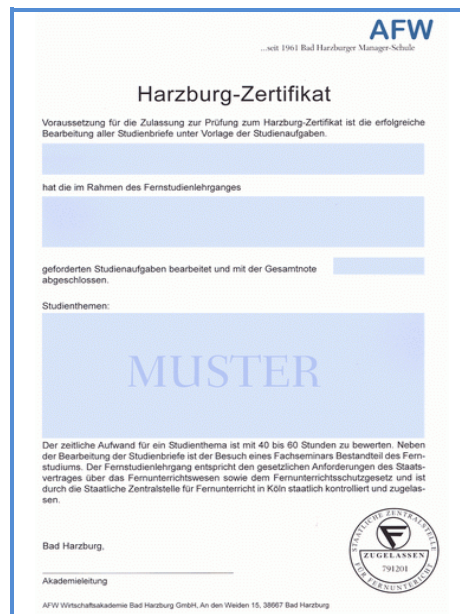 AFW
...seit 1961 Bad Harzburger Manager-Schule
Harzburg-Zertifikat
Voraussetzung für die Zulassung zur Prüfung zum Harzburg-Zertifikat ist die erfolgreiche
Bearbeitung aller Studienbriefe unter Vorlage der Studienaufgaben.
hat die im Rahmen des Fernstudienlehrganges
geforderten Studienaufgaben bearbeitet und mit der Gesamtnote
abgeschlossen.
Studienthemen:
MUSTER
Der zeitliche Aufwand für ein Studienthema ist mit 40 bis 60 Stunden zu bewerten. Neben
der Bearbeitung der Studienbriefe ist der Besuch eines Fachseminars Bestandteil des Fern-
studiums. Der Fernstudienlehrgang entspricht den gesetzlichen Anforderungen des Staats-
vertrages über das Fernunterrichtswesen sowie dem Fernunterrichtsschutzgesetz und ist
durch die Staatliche Zentralstelle für Fernunterricht in Köln staatlich kontrolliert und zugelas-
sen.
Bad Harzburg,
Akademieleitung
STAATLICHE ZENTRALSTELLE
ZUGELASSEN
791201
FÜR FERNUNTERRICHT
AFW Wirtschaftsakademie Bad Harzburg GmbH, An den Weiden 15, 38667 Bad Harzburg